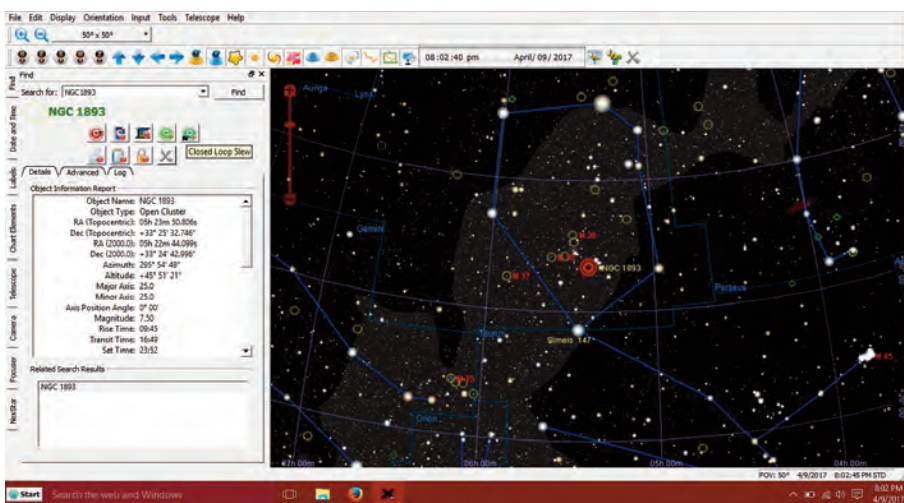 File Edit Display Orientation Input Tools Telescope Help
50° x 50°
08 :02 :40 pm April/ 09/ 2017
Find
Search for: NGC1893 Find
NGC 1893
Closed Loop Slew
Details Advanced Log
Object Information Report
Object Name: NGC 1893
Object Type: Open Cluster
RA (Topocentric): 05h 23m 50.806s
Dec (Topocentric): +33° 25' 32.746"
RA (2000.0): 05h 22m 44.099s
Dec (2000.0): +33° 24' 42.996"
Azimuth: 295° 54' 49"
Altitude: +45° 51' 21"
Major Axis: 25.0
Minor Axis: 25.0
Axis Position Angle: 0° 00'
Magnitude: 7.50
Rise Time: 09:45
Transit Time: 16:49
Set Time: 23:52
Related Search Results
NGC 1893
Find
Date and Time
Labels
Chart Elements
Telescope
Camera
Focuser
NexStar
Auriga
Lynx
Gemini
M 38
M 36
NGC 1893
M 37
Perseus
Taurus
Simeis 147
M 45
M 35
Orion
07h 00m
06h 00m
05h 00m
04h 00m
FOV: 50° 4/9/2017 8:02:45 PM STD
Start Search the web and Windows
8:02 PM
4/9/2017